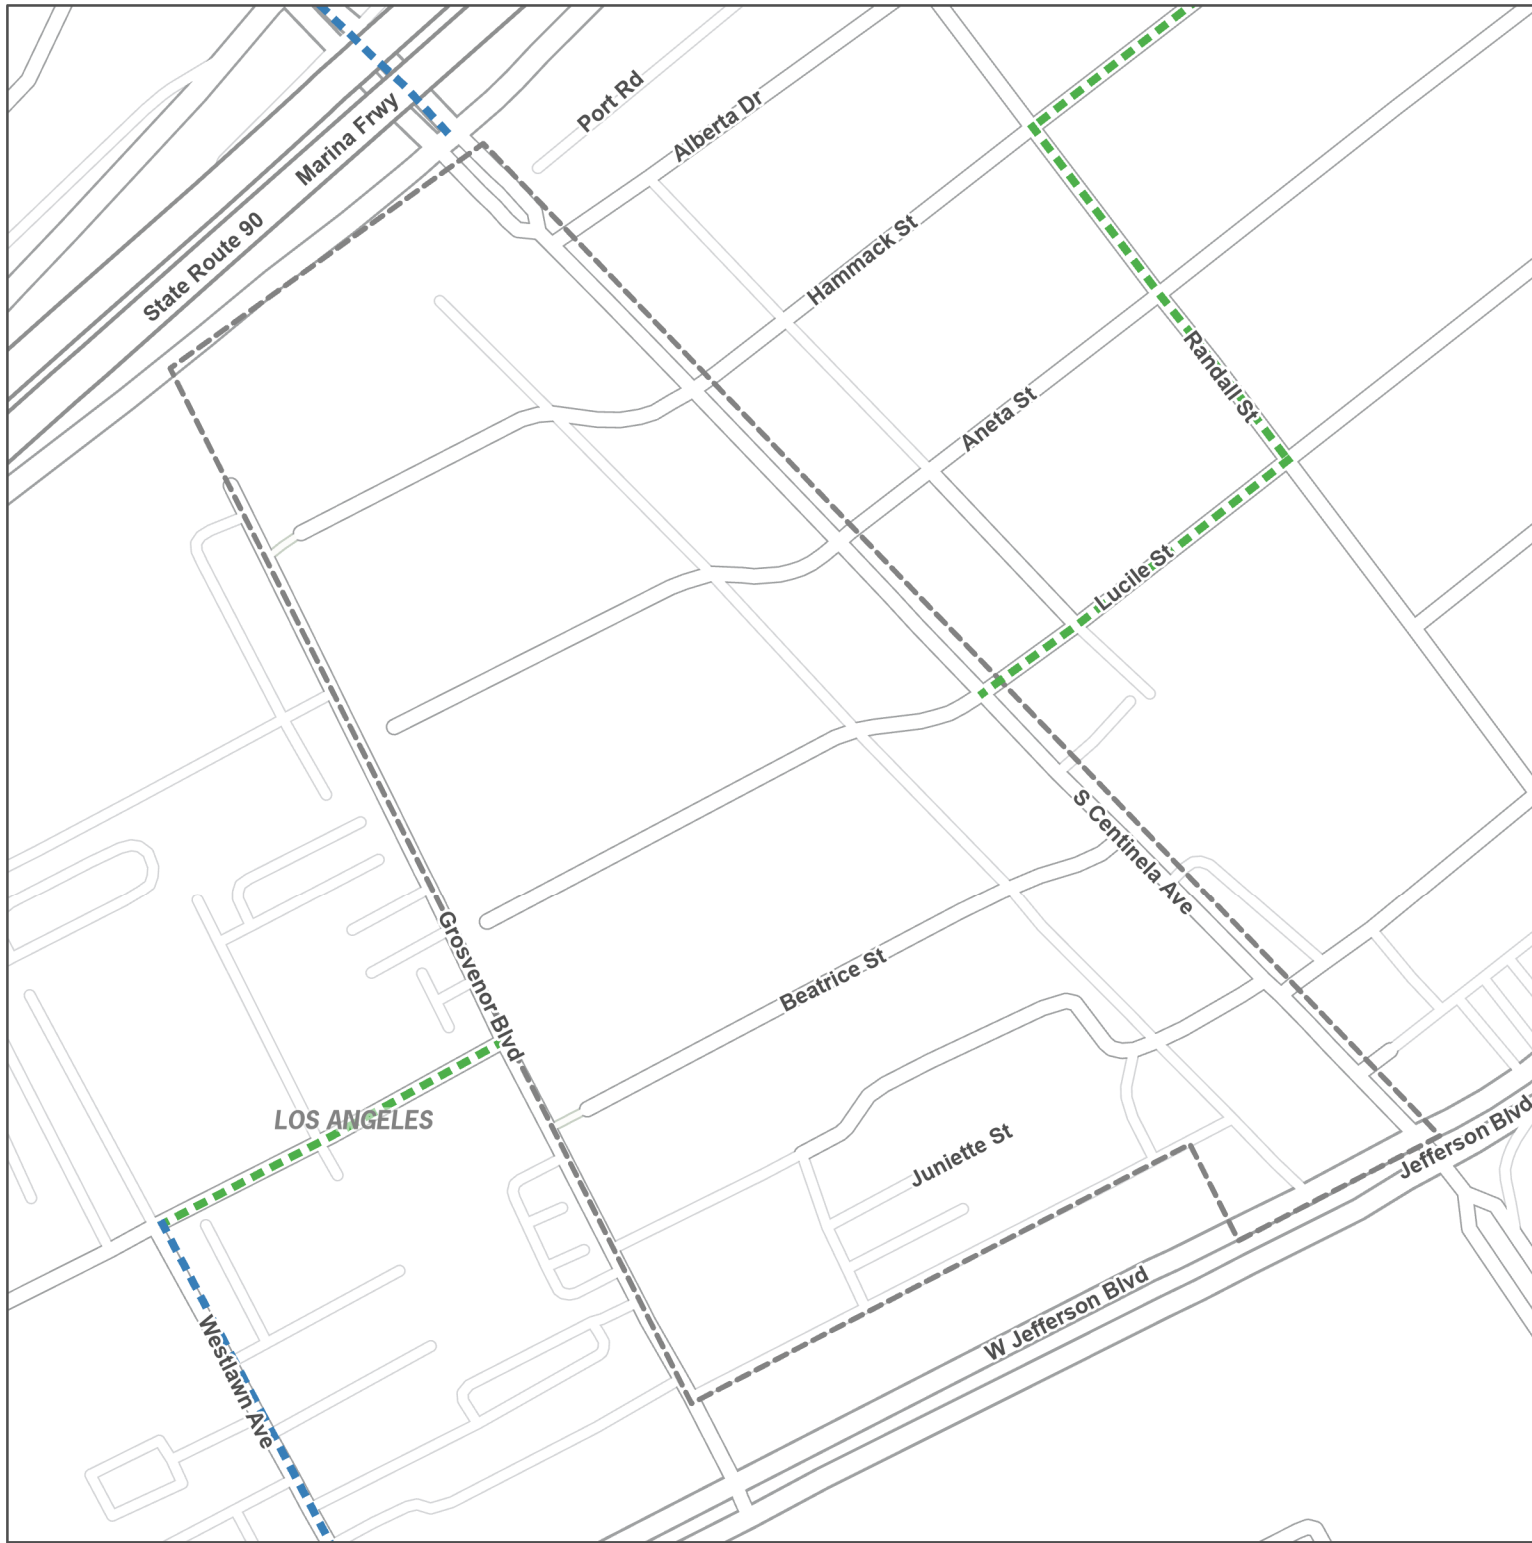 Port Rd
Alberta Dr
Marina Frwy
State Route 90
Hammack St
Randall St
Aneta St
Lucile St
S Centinela Ave
Grosvenor Blvd
Beatrice St
LOS ANGELES
Juniette St
Jefferson Blvd
W Jefferson Blvd
Westlawn Ave